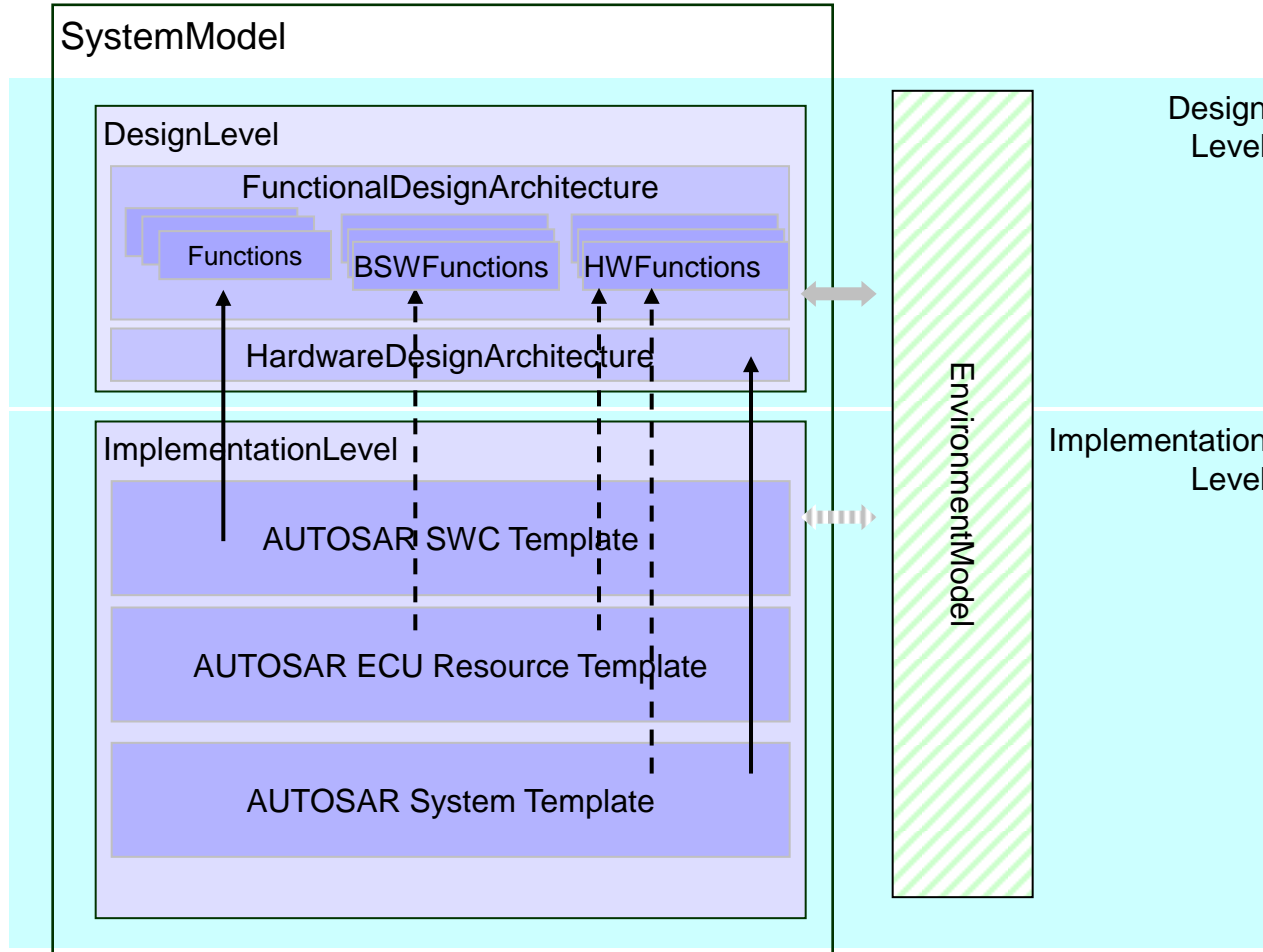 SystemModel
DesignLevel
Design
Level
FunctionalDesignArchitecture
Functions
BSWFunctions
HWFunctions
HardwareDesignArchitecture
EnvironmentModel
ImplementationLevel
Implementation
Level
AUTOSAR SWC Template
AUTOSAR ECU Resource Template
AUTOSAR System Template